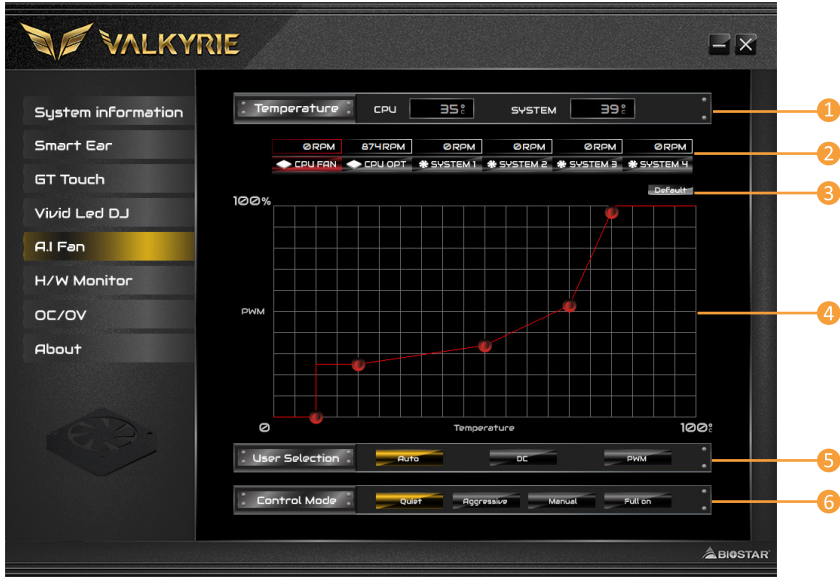 VALKYRIE
System information
Smart Ear
GT Touch
Vivid Led DJ
A.I Fan
H/W Monitor
OC/OV
About
Temperature CPU 35°C SYSTEM 39°C
1
0RPM 874RPM 0RPM 0RPM 0RPM 0RPM
2
CPU FAN CPU OPT SYSTEM 1 SYSTEM 2 SYSTEM 3 SYSTEM 4
Default
3
100%
PWM
4
0 Temperature 100°C
User Selection Auto DC PWM
5
Control Mode Quiet Aggressive Manual Full on
6
BIOSTAR